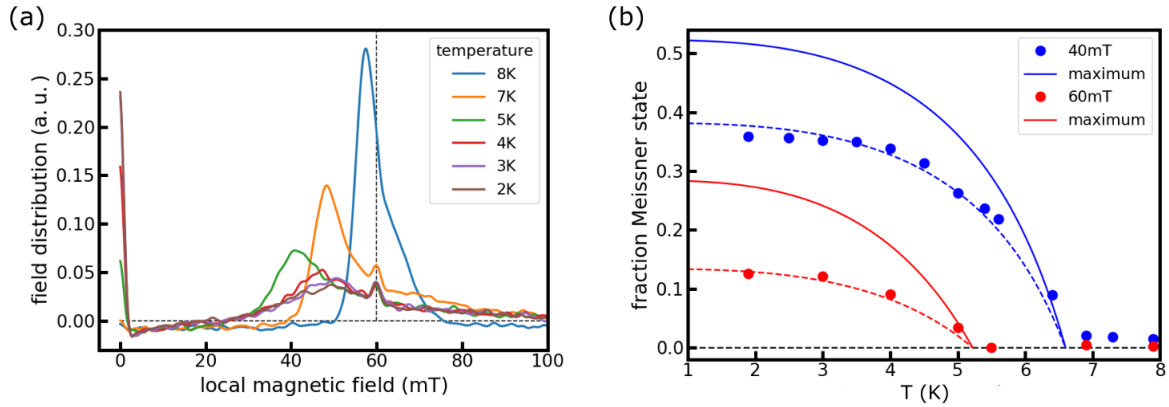 (a)
field distribution (a. u.)
0.30
0.25
0.20
0.15
0.10
0.05
0.00
temperature
8K
7K
5K
4K
3K
2K
0
20
40
60
80
100
local magnetic field (mT)
(b)
fraction Meissner state
0.5
0.4
0.3
0.2
0.1
0.0
40mT
maximum
60mT
maximum
1
2
3
4
5
6
7
8
T (K)